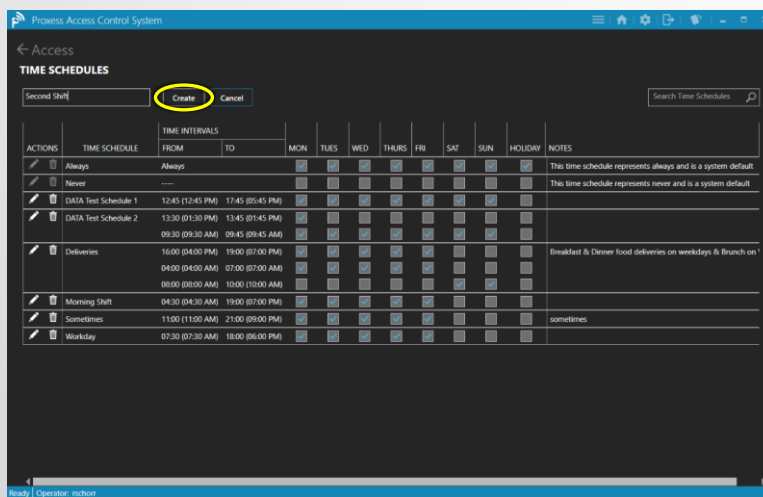 Proxess Access Control System
Access
TIME SCHEDULES
Second Shift
Create
Cancel
Search Time Schedules
TIME INTERVALS
ACTIONS TIME SCHEDULE FROM TO MON TUES WED THURS FRI SAT SUN HOLIDAY NOTES
Always Always This time schedule represents always and is a system default
Never ---- This time schedule represents never and is a system default
DATA Test Schedule 1 12:45 (12:45 PM) 17:45 (05:45 PM)
DATA Test Schedule 2 13:30 (01:30 PM) 13:45 (01:45 PM)
09:30 (09:30 AM) 09:45 (09:45 AM)
Deliveries 16:00 (04:00 PM) 19:00 (07:00 PM) Breakfast & Dinner food deliveries on weekdays & Brunch on
04:00 (04:00 AM) 07:00 (07:00 AM)
08:00 (08:00 AM) 10:00 (10:00 AM)
Morning Shift 04:30 (04:30 AM) 19:00 (07:00 PM)
Sometimes 11:00 (11:00 AM) 21:00 (09:00 PM) sometimes
Workday 07:30 (07:30 AM) 18:00 (06:00 PM)
Ready Operator: rschorr